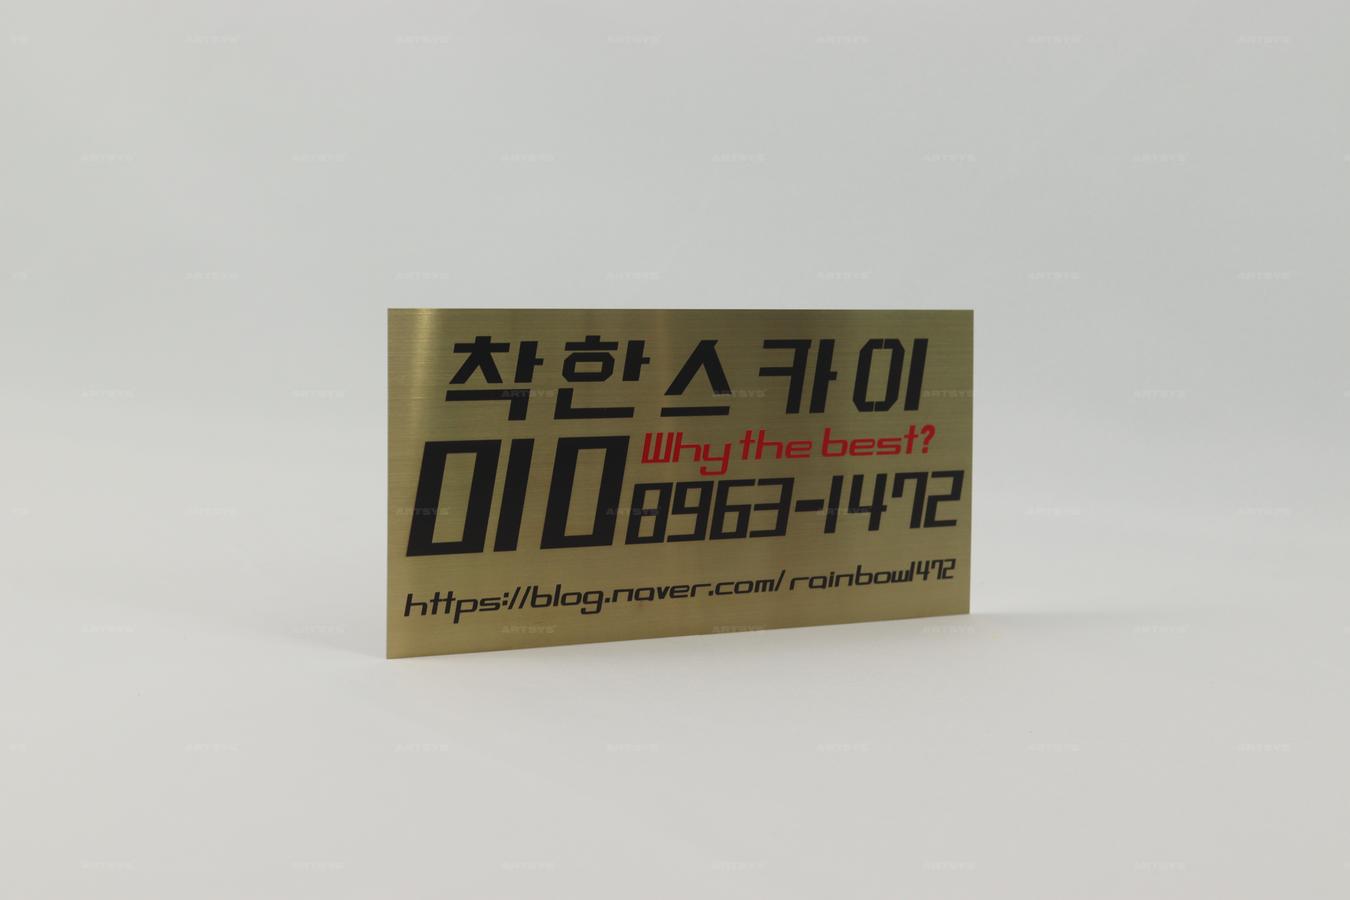 착한스카이
010 Why the best?
8963-1472
https://blog.naver.com/rainbow1472